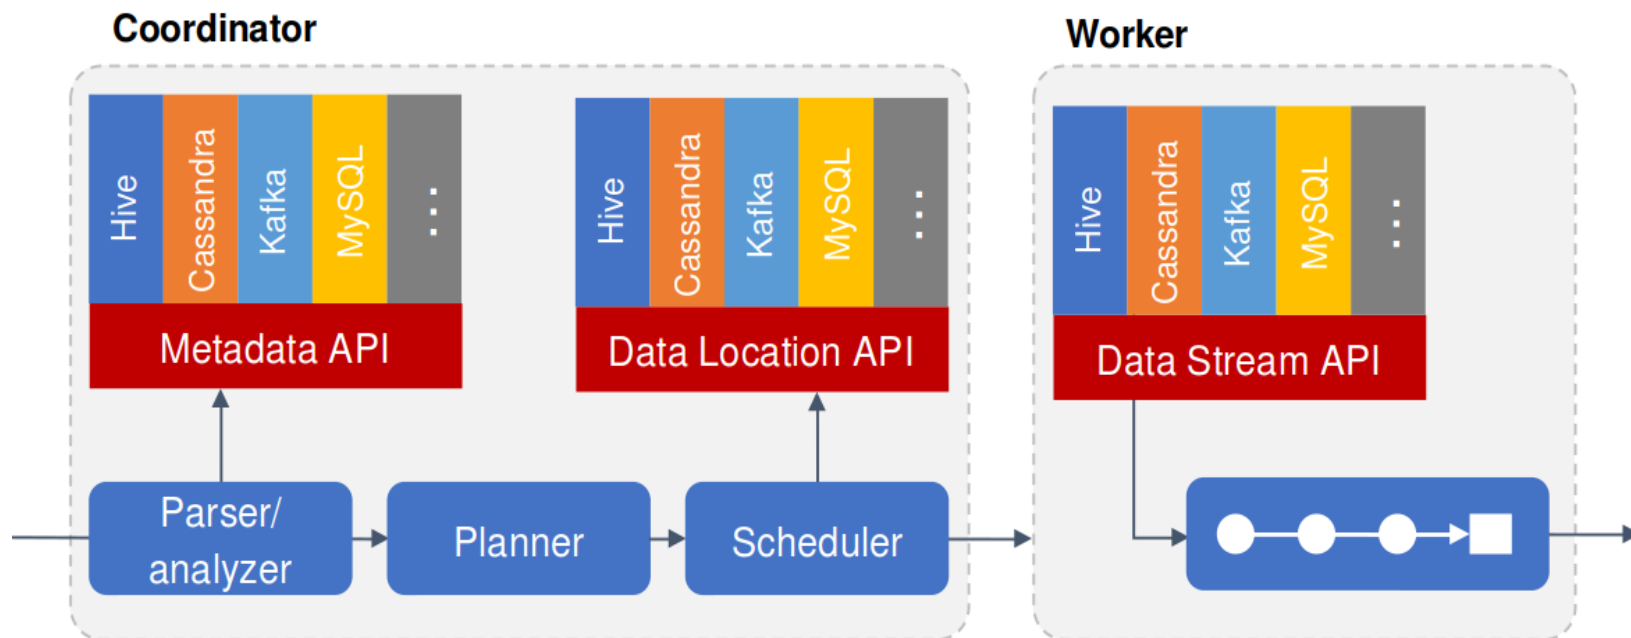 Coordinator
Worker
Hive
Cassandra
Kafka
MySQL
...
Metadata API
Hive
Cassandra
Kafka
MySQL
...
Data Location API
Hive
Cassandra
Kafka
MySQL
...
Data Stream API
Parser/
analyzer
Planner
Scheduler